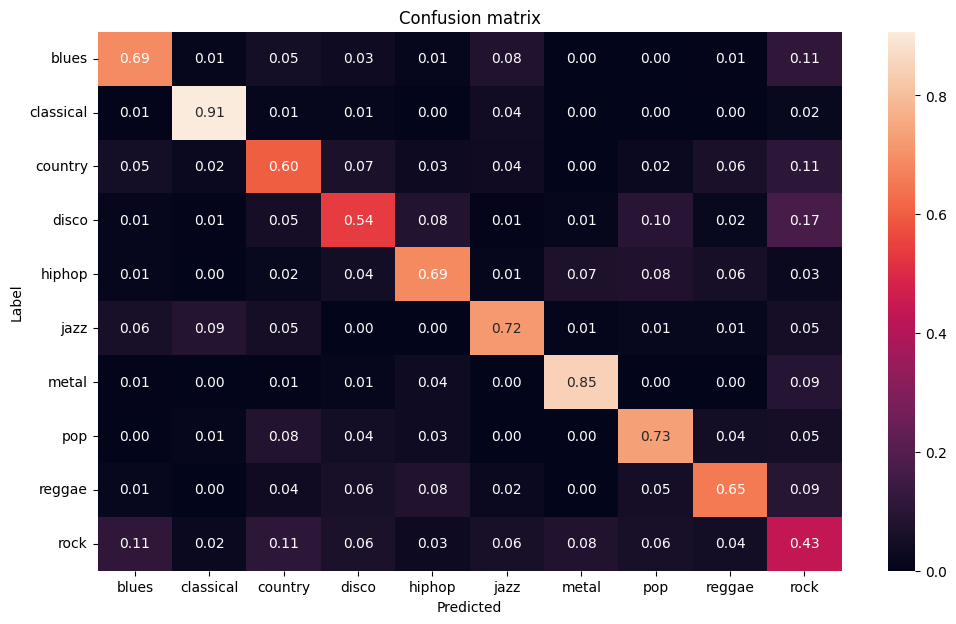 Confusion matrix
blues 0.69 0.01 0.05 0.03 0.01 0.08 0.00 0.00 0.01 0.11
classical 0.01 0.91 0.01 0.01 0.00 0.04 0.00 0.00 0.00 0.02
country 0.05 0.02 0.60 0.07 0.03 0.04 0.00 0.02 0.06 0.11
disco 0.01 0.01 0.05 0.54 0.08 0.01 0.01 0.10 0.02 0.17
hiphop 0.01 0.00 0.02 0.04 0.69 0.01 0.07 0.08 0.06 0.03
jazz 0.06 0.09 0.05 0.00 0.00 0.72 0.01 0.01 0.01 0.05
metal 0.01 0.00 0.01 0.01 0.04 0.00 0.85 0.00 0.00 0.09
pop 0.00 0.01 0.08 0.04 0.03 0.00 0.00 0.73 0.04 0.05
reggae 0.01 0.00 0.04 0.06 0.08 0.02 0.00 0.05 0.65 0.09
rock 0.11 0.02 0.11 0.06 0.03 0.06 0.08 0.06 0.04 0.43
blues classical country disco hiphop jazz metal pop reggae rock
Predicted
Label
0.8
0.6
0.4
0.2
0.0